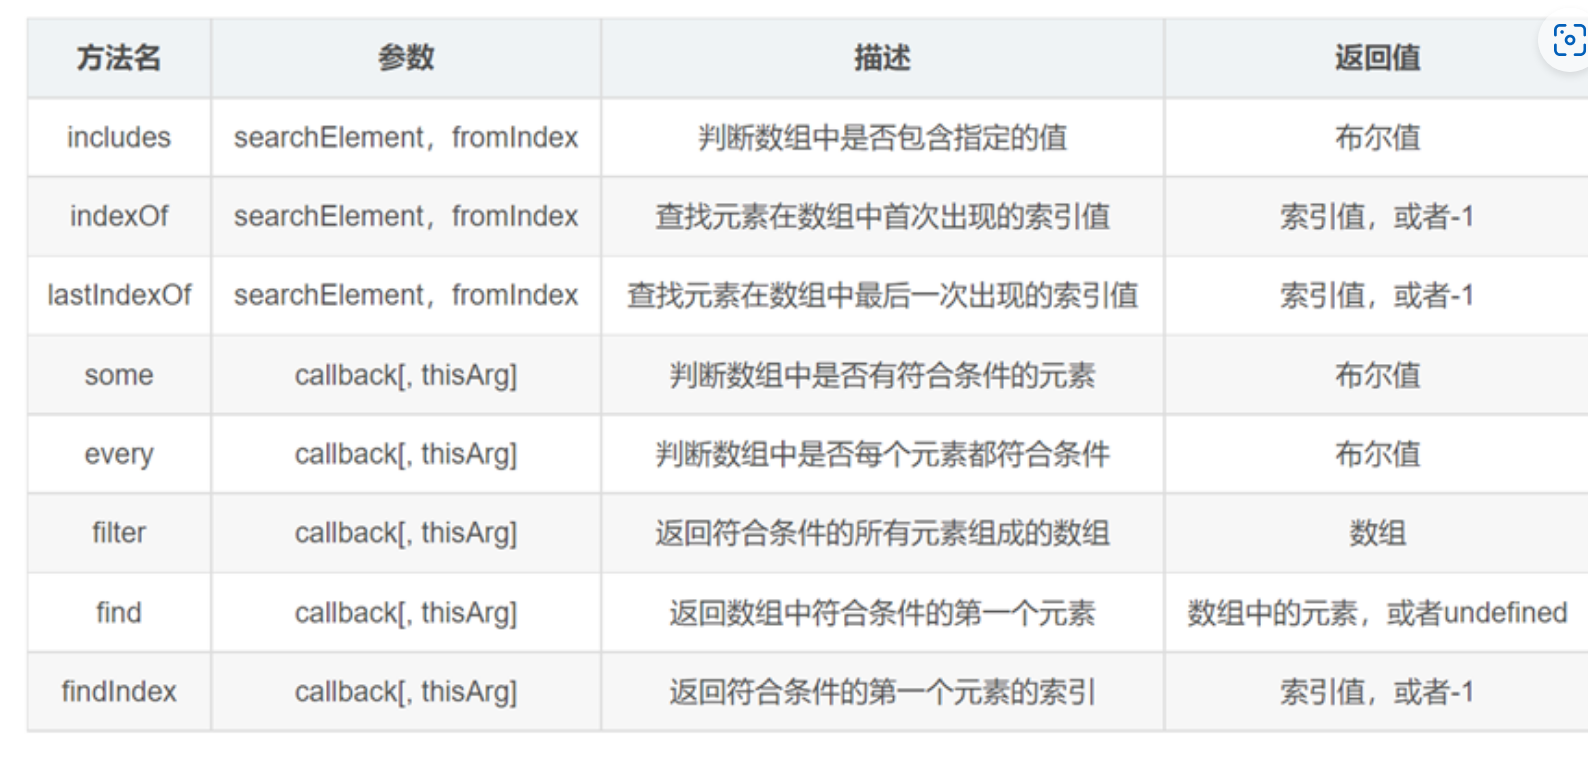 方法名 参数 描述 返回值
includes searchElement，fromIndex 判断数组中是否包含指定的值 布尔值
indexOf searchElement，fromIndex 查找元素在数组中首次出现的索引值 索引值，或者-1
lastIndexOf searchElement，fromIndex 查找元素在数组中最后一次出现的索引值 索引值，或者-1
some callback[, thisArg] 判断数组中是否有符合条件的元素 布尔值
every callback[, thisArg] 判断数组中是否每个元素都符合条件 布尔值
filter callback[, thisArg] 返回符合条件的所有元素组成的数组 数组
find callback[, thisArg] 返回数组中符合条件的第一个元素 数组中的元素，或者undefined
findIndex callback[, thisArg] 返回符合条件的第一个元素的索引 索引值，或者-1